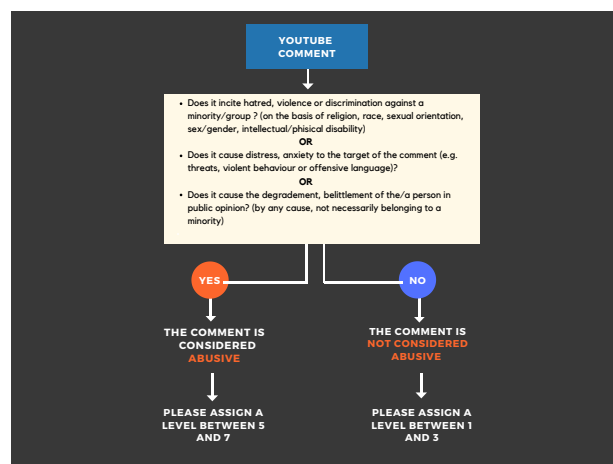 YOUTUBE
COMMENT
• Does it incite hatred, violence or discrimination against a
minority/group ? (on the basis of religion, race, sexual orientation,
sex/gender, intellectual/phisical disability)
OR
• Does it cause distress, anxiety to the target of the comment (e.g.
threats, violent behaviour or offensive language)?
OR
• Does it cause the degradement, belittlement of the/a person in
public opinion? (by any cause, not necessarily belonging to a
minority)
YES
NO
THE COMMENT IS
CONSIDERED
ABUSIVE
THE COMMENT IS
NOT CONSIDERED
ABUSIVE
PLEASE ASSIGN A
LEVEL BETWEEN 5
AND 7
PLEASE ASSIGN A
LEVEL BETWEEN 1
AND 3